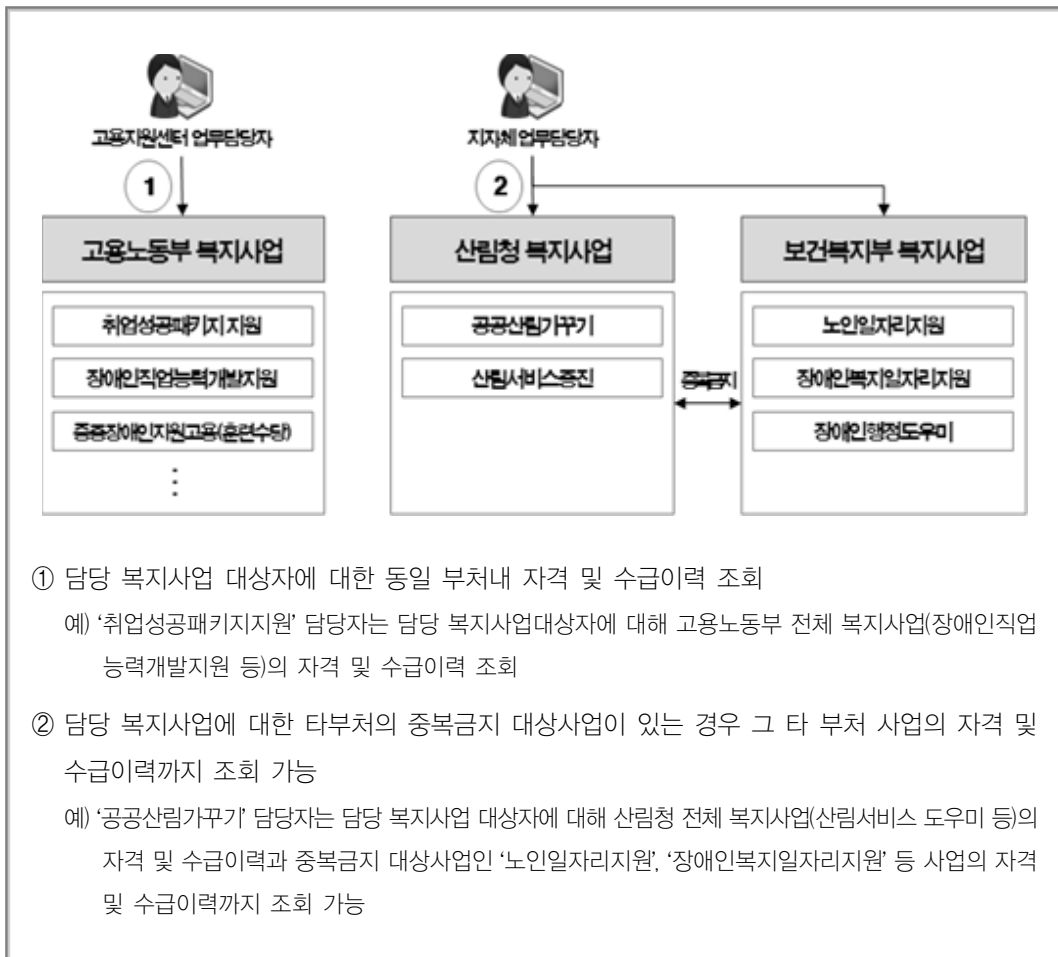 고용지원센터 업무담당자
지자체 업무담당자
1
2
고용노동부 복지사업
산림청 복지사업
보건복지부 복지사업
취업성공패키지 지원
공공산림가꾸기
노인일자리지원
장애인직업능력개발지원
산림서비스증진
중복금지
장애인복지일자리지원
중증장애인지원고용(훈련수당)
장애인행정도우미
① 담당 복지사업 대상자에 대한 동일 부처내 자격 및 수급이력 조회
예) ‘취업성공패키지지원’ 담당자는 담당 복지사업대상자에 대해 고용노동부 전체 복지사업(장애인직업
능력개발지원 등)의 자격 및 수급이력 조회
② 담당 복지사업에 대한 타부처의 중복금지 대상사업이 있는 경우 그 타 부처 사업의 자격 및
수급이력까지 조회 가능
예) ‘공공산림가꾸기’ 담당자는 담당 복지사업 대상자에 대해 산림청 전체 복지사업(산림서비스 도우미 등)의
자격 및 수급이력과 중복금지 대상사업인 ‘노인일자리지원’, ‘장애인복지일자리지원’ 등 사업의 자격
및 수급이력까지 조회 가능